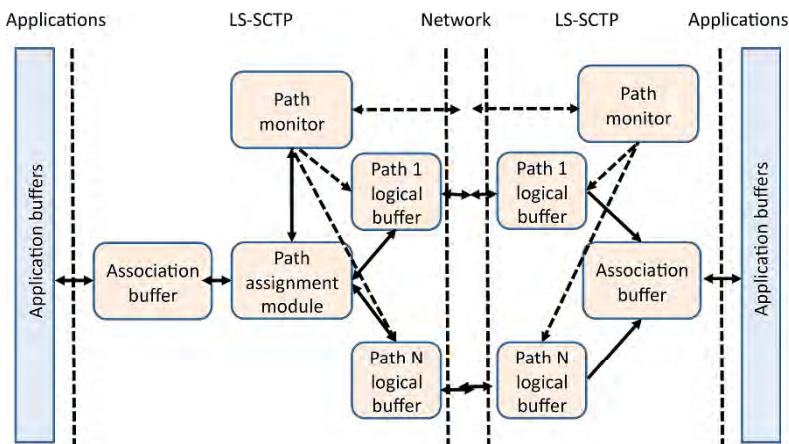 Applications
LS-SCTP
Network
LS-SCTP
Applications
Application buffers
Association
buffer
Path
monitor
Path
assignment
module
Path 1
logical
buffer
Path N
logical
buffer
Path 1
logical
buffer
Path N
logical
buffer
Path
monitor
Association
buffer
Application buffers